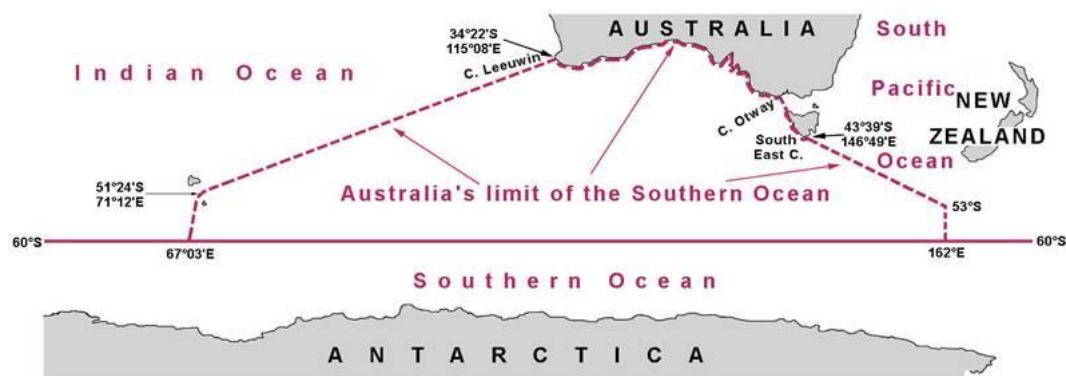 AUSTRALIA
South
34°22'S
115°08'E
C. Leeuwin
Indian Ocean
Pacific
NEW
ZEALAND
C. Otway
43°39'S
146°49'E
South
East C.
Ocean
51°24'S
71°12'E
Australia's limit of the Southern Ocean
53°S
60°S
60°S
67°03'E
162°E
Southern Ocean
ANTARCTICA